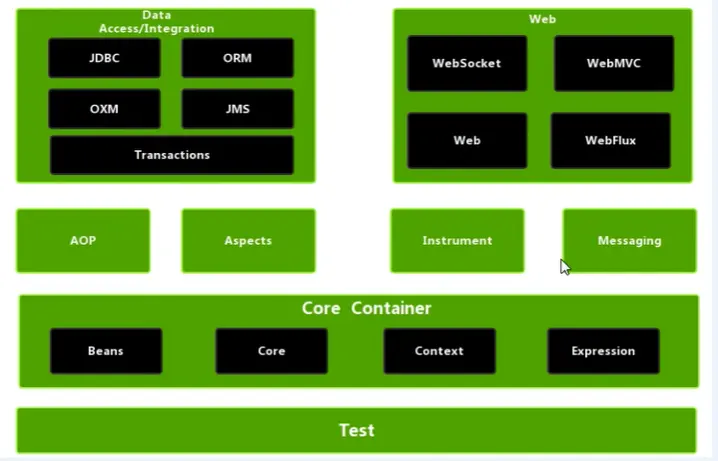 Data
Access/Integration
JDBC
ORM
OXM
JMS
Transactions
Web
WebSocket
WebMVC
Web
WebFlux
AOP
Aspects
Instrument
Messaging
Core Container
Beans
Core
Context
Expression
Test